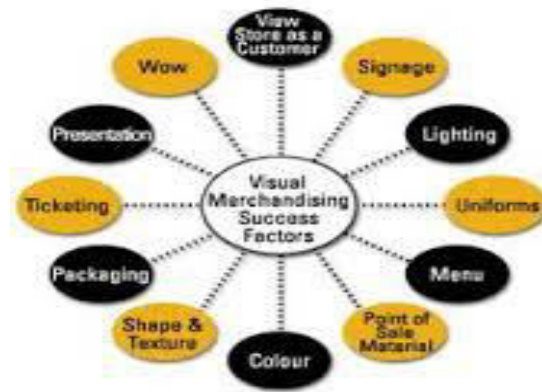 View
Store as a
Customer
Wow
Signage
Presentation
Lighting
Visual
Merchandising
Success
Factors
Ticketing
Uniforms
Packaging
Menu
Shape &
Texture
Point of
Sale
Material
Colour